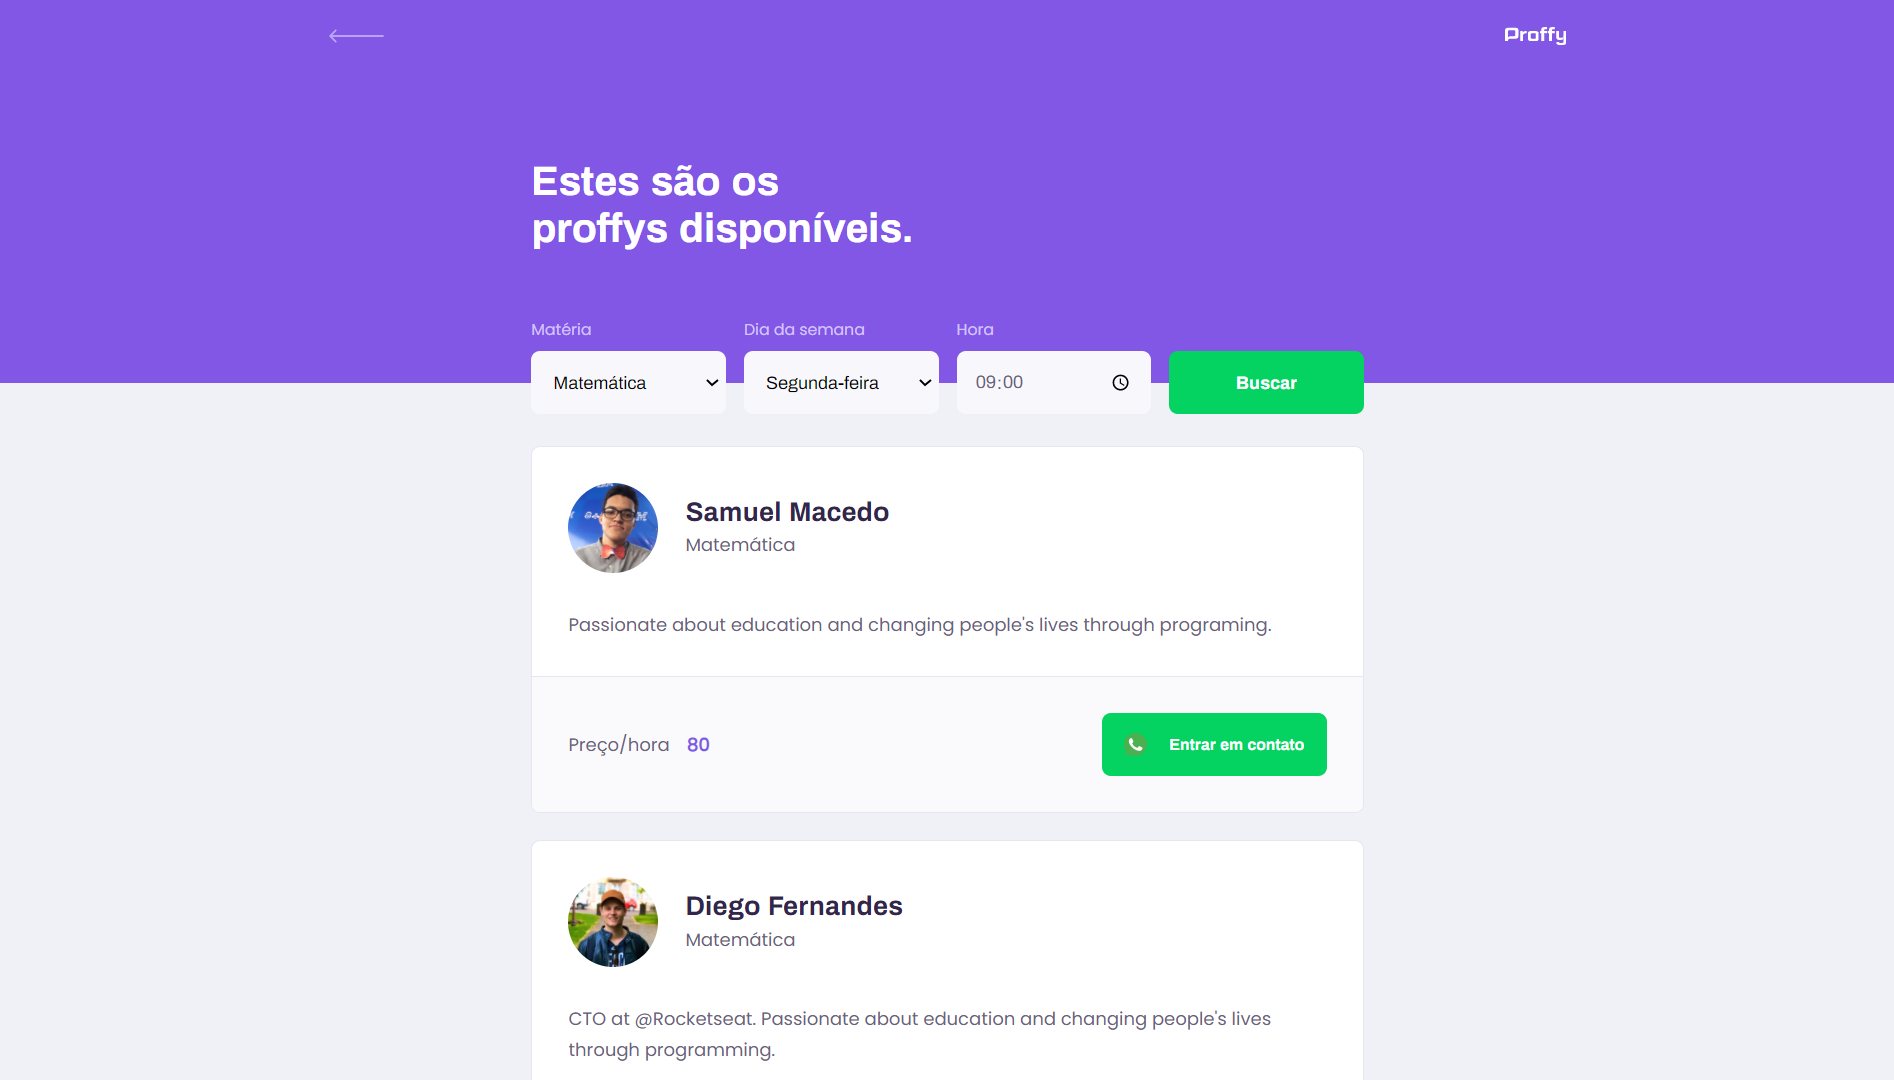 Proffy
Estes são os
proffys disponíveis.
Matéria
Dia da semana
Hora
Matemática
Segunda-feira
09:00
Buscar
Samuel Macedo
Matemática
Passionate about education and changing people's lives through programing.
Preço/hora 80
Entrar em contato
Diego Fernandes
Matemática
CTO at @Rocketseat. Passionate about education and changing people's lives
through programming.